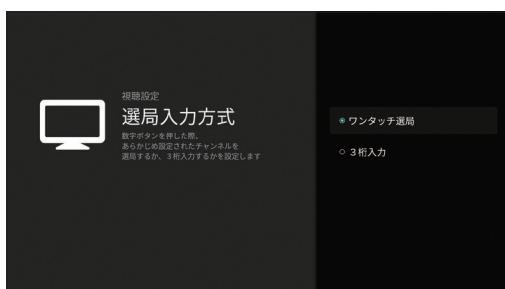 視聴設定
選局入力方式
数字ボタンを押した際、
あらかじめ設定されたチャンネルを
選局するか、3桁入力するかを設定します
ワンタッチ選局
3桁入力